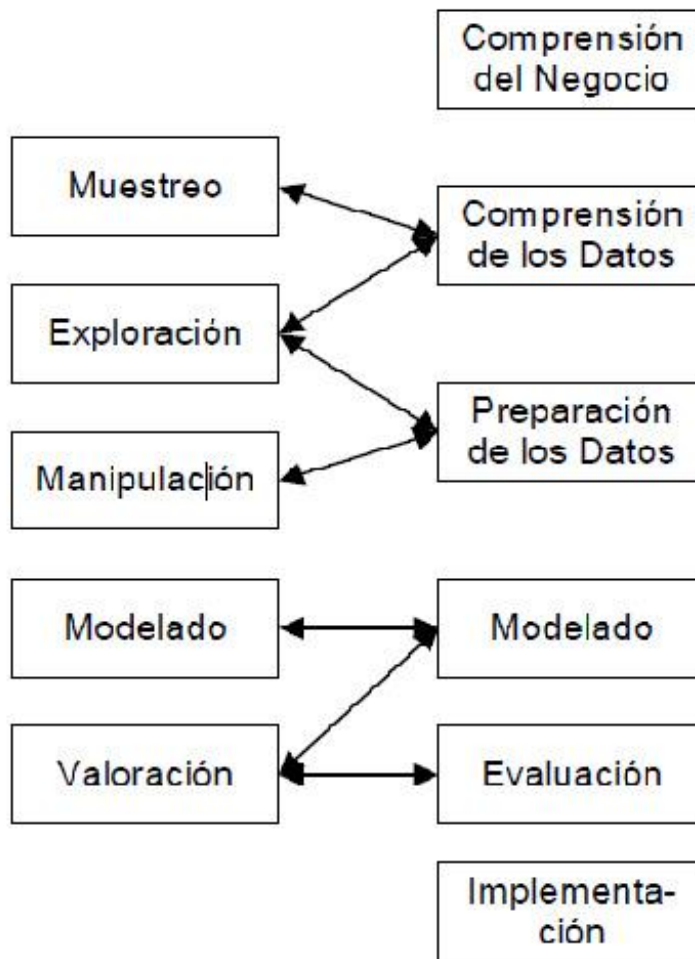 Comprensión
del Negocio
Muestreo
Comprensión
de los Datos
Exploración
Preparación
de los Datos
Manipulación
Modelado
Modelado
Valoración
Evaluación
Implementa-
ción